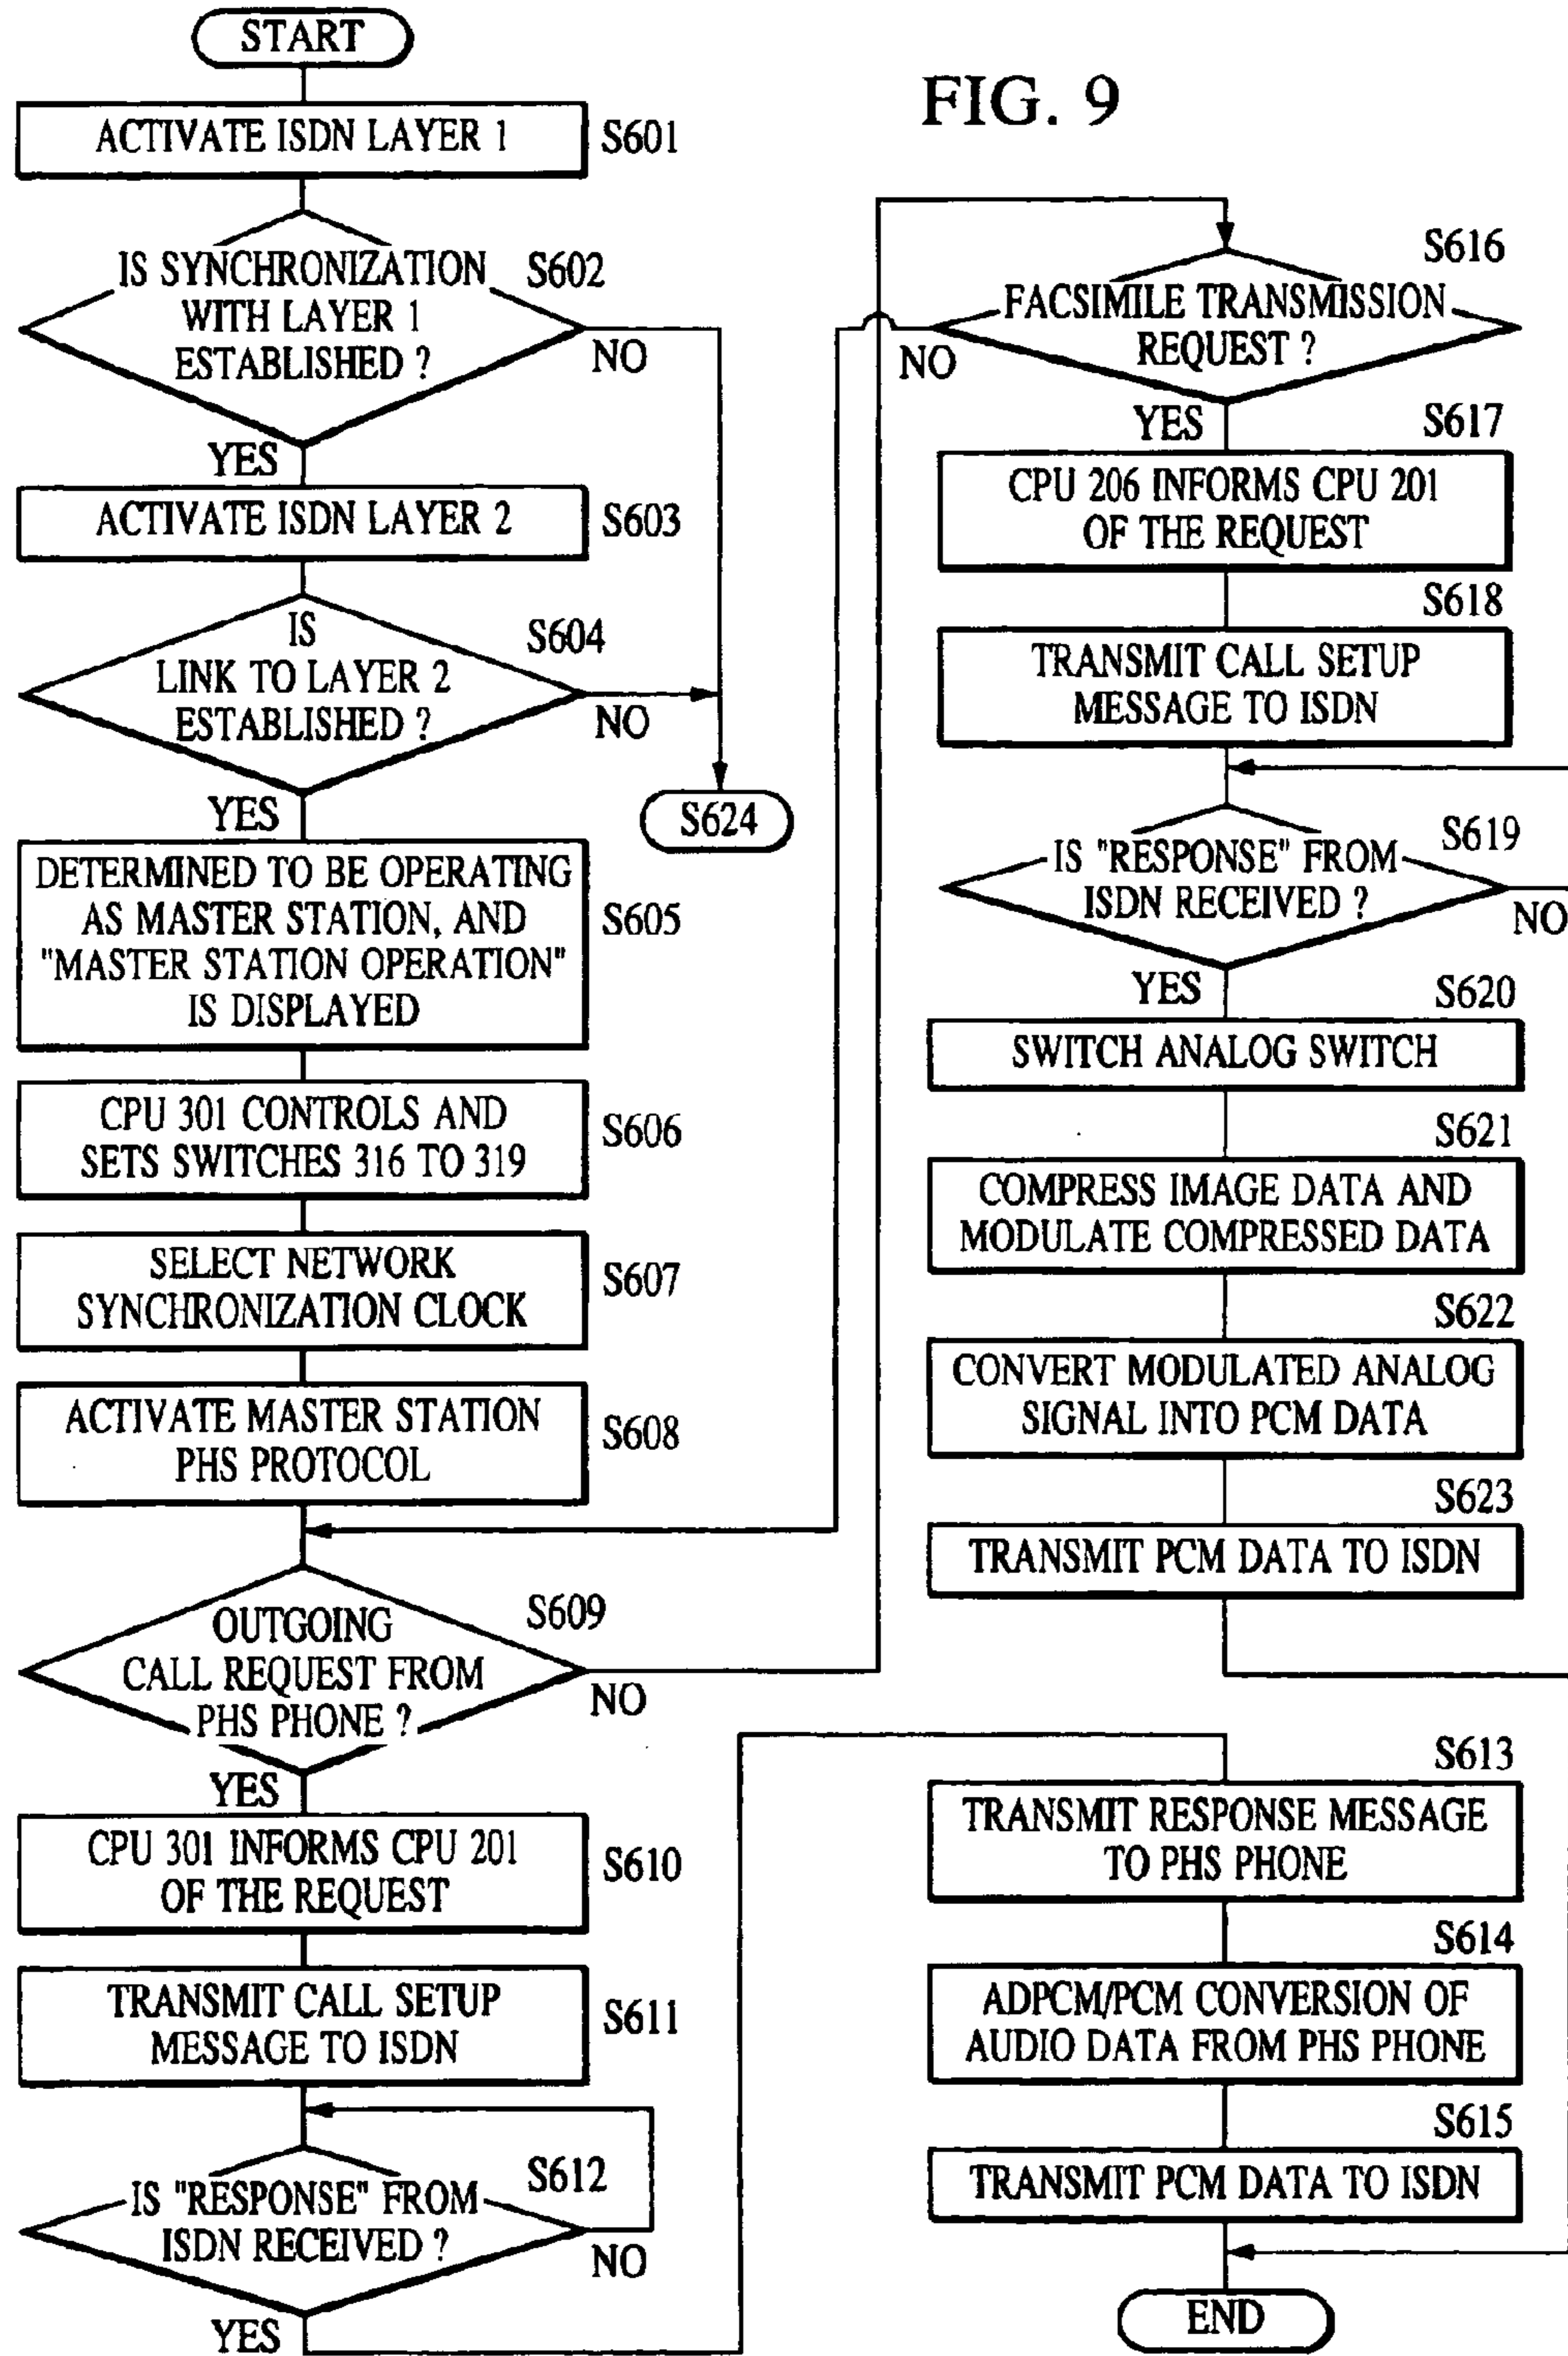 FIG. 9
START
ACTIVATE ISDN LAYER 1
S601
IS SYNCHRONIZATION
WITH LAYER 1
ESTABLISHED ?
S602
NO
YES
ACTIVATE ISDN LAYER 2
S603
IS
LINK TO LAYER 2
ESTABLISHED ?
S604
NO
S624
YES
DETERMINED TO BE OPERATING
AS MASTER STATION, AND
"MASTER STATION OPERATION"
IS DISPLAYED
S605
CPU 301 CONTROLS AND
SETS SWITCHES 316 TO 319
S606
SELECT NETWORK
SYNCHRONIZATION CLOCK
S607
ACTIVATE MASTER STATION
PHS PROTOCOL
S608
OUTGOING
CALL REQUEST FROM
PHS PHONE ?
S609
NO
YES
CPU 301 INFORMS CPU 201
OF THE REQUEST
S610
TRANSMIT CALL SETUP
MESSAGE TO ISDN
S611
IS "RESPONSE" FROM
ISDN RECEIVED ?
S612
NO
YES
S616
FACSIMILE TRANSMISSION
REQUEST ?
NO
YES
S617
CPU 206 INFORMS CPU 201
OF THE REQUEST
S618
TRANSMIT CALL SETUP
MESSAGE TO ISDN
S619
IS "RESPONSE" FROM
ISDN RECEIVED ?
NO
YES
S620
SWITCH ANALOG SWITCH
S621
COMPRESS IMAGE DATA AND
MODULATE COMPRESSED DATA
S622
CONVERT MODULATED ANALOG
SIGNAL INTO PCM DATA
S623
TRANSMIT PCM DATA TO ISDN
S613
TRANSMIT RESPONSE MESSAGE
TO PHS PHONE
S614
ADPCM/PCM CONVERSION OF
AUDIO DATA FROM PHS PHONE
S615
TRANSMIT PCM DATA TO ISDN
END